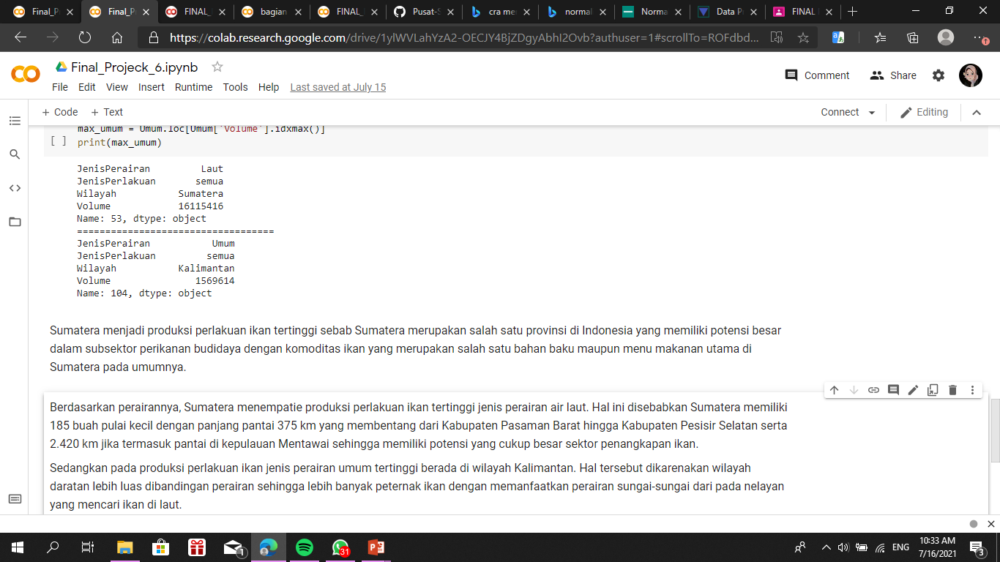 Final_P
Final_P
FINAL_
bagian
FINAL_
Pusat-S
cra me
normal
Norma
Data P
FINAL
https://colab.research.google.com/drive/1ylWVLahYzA2-OECJY4BjZDgyAbhI2Ovb?authuser=1#scrollTo=ROFdbd...
Final_Projeck_6.ipynb
File Edit View Insert Runtime Tools Help Last saved at July 15
Comment Share
+ Code + Text
Connect Editing
max_umum = Umum.loc[Umum['Volume'].idxmax()]
[ ] print(max_umum)
JenisPerairan Laut
JenisPerlakuan semua
Wilayah Sumatera
Volume 16115416
Name: 53, dtype: object
===================================
JenisPerairan Umum
JenisPerlakuan semua
Wilayah Kalimantan
Volume 1569614
Name: 104, dtype: object
Sumatera menjadi produksi perlakuan ikan tertinggi sebab Sumatera merupakan salah satu provinsi di Indonesia yang memiliki potensi besar
dalam subsektor perikanan budidaya dengan komoditas ikan yang merupakan salah satu bahan baku maupun menu makanan utama di
Sumatera pada umumnya.
Berdasarkan perairannya, Sumatera menempatie produksi perlakuan ikan tertinggi jenis perairan air laut. Hal ini disebabkan Sumatera memiliki
185 buah pulai kecil dengan panjang pantai 375 km yang membentang dari Kabupaten Pasaman Barat hingga Kabupaten Pesisir Selatan serta
2.420 km jika termasuk pantai di kepulauan Mentawai sehingga memiliki potensi yang cukup besar sektor penangkapan ikan.
Sedangkan pada produksi perlakuan ikan jenis perairan umum tertinggi berada di wilayah Kalimantan. Hal tersebut dikarenakan wilayah
daratan lebih luas dibandingan perairan sehingga lebih banyak peternak ikan dengan memanfaatkan perairan sungai-sungai dari pada nelayan
yang mencari ikan di laut.
1
31
ENG
10:33 AM
7/16/2021
3